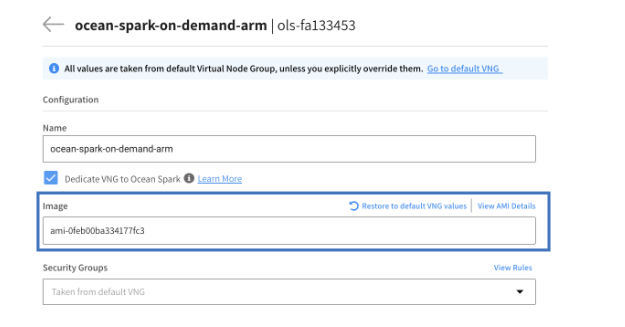 ocean-spark-on-demand-arm | ols-fa133453
All values are taken from default Virtual Node Group, unless you explicitly override them. Go to default VNG
Configuration
Name
ocean-spark-on-demand-arm
Dedicate VNG to Ocean Spark Learn More
Image Restore to default VNG values | View AMI Details
ami-0feb00ba334177fc3
Security Groups View Rules
Taken from default VNG